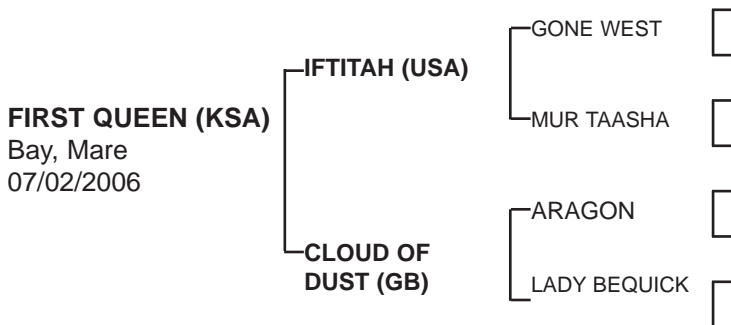 FIRST QUEEN (KSA)
Bay, Mare
07/02/2006
IFTITAH (USA)
CLOUD OF
DUST (GB)
GONE WEST
MUR TAASHA
ARAGON
LADY BEQUICK